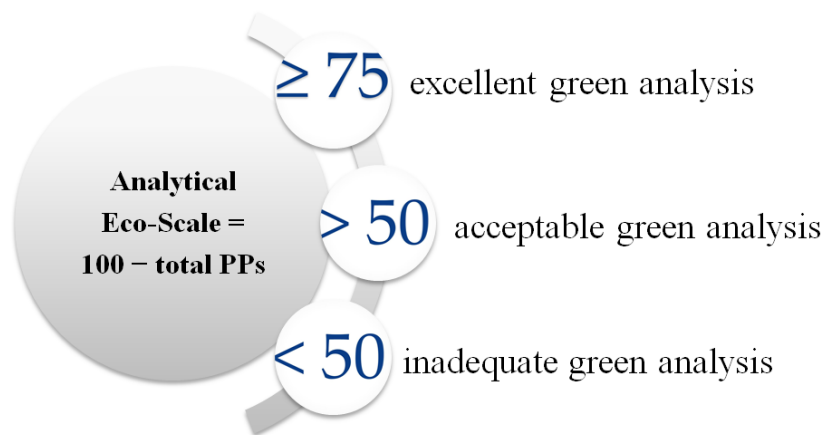 Analytical
Eco-Scale =
100 − total PPs
≥ 75 excellent green analysis
> 50 acceptable green analysis
< 50 inadequate green analysis